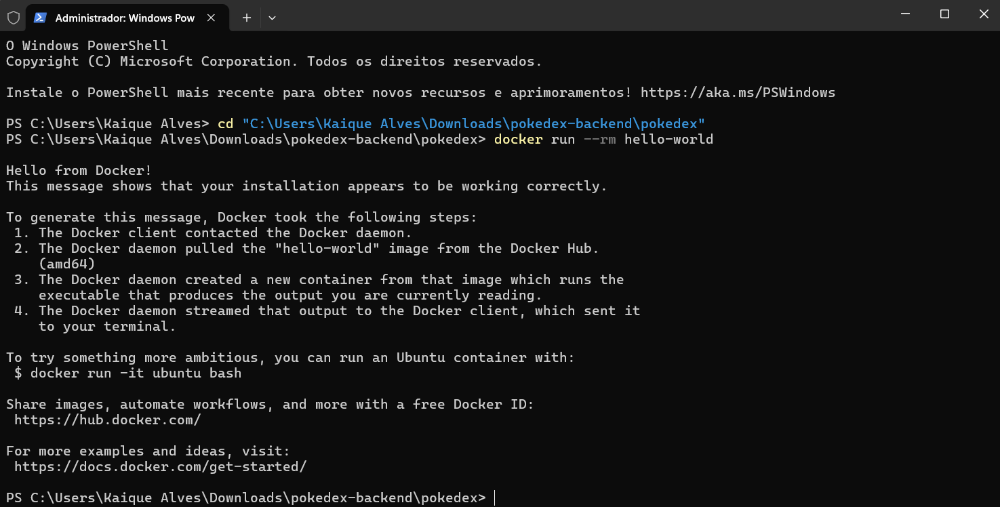 Administrador: Windows Pow
O Windows PowerShell
Copyright (C) Microsoft Corporation. Todos os direitos reservados.
Instale o PowerShell mais recente para obter novos recursos e aprimoramentos! https://aka.ms/PSWindows
PS C:\Users\Kaique Alves> cd "C:\Users\Kaique Alves\Downloads\pokedex-backend\pokedex"
PS C:\Users\Kaique Alves\Downloads\pokedex-backend\pokedex> docker run --rm hello-world
Hello from Docker!
This message shows that your installation appears to be working correctly.
To generate this message, Docker took the following steps:
 1. The Docker client contacted the Docker daemon.
 2. The Docker daemon pulled the "hello-world" image from the Docker Hub.
    (amd64)
 3. The Docker daemon created a new container from that image which runs the
    executable that produces the output you are currently reading.
 4. The Docker daemon streamed that output to the Docker client, which sent it
    to your terminal.
To try something more ambitious, you can run an Ubuntu container with:
 $ docker run -it ubuntu bash
Share images, automate workflows, and more with a free Docker ID:
 https://hub.docker.com/
For more examples and ideas, visit:
 https://docs.docker.com/get-started/
PS C:\Users\Kaique Alves\Downloads\pokedex-backend\pokedex>